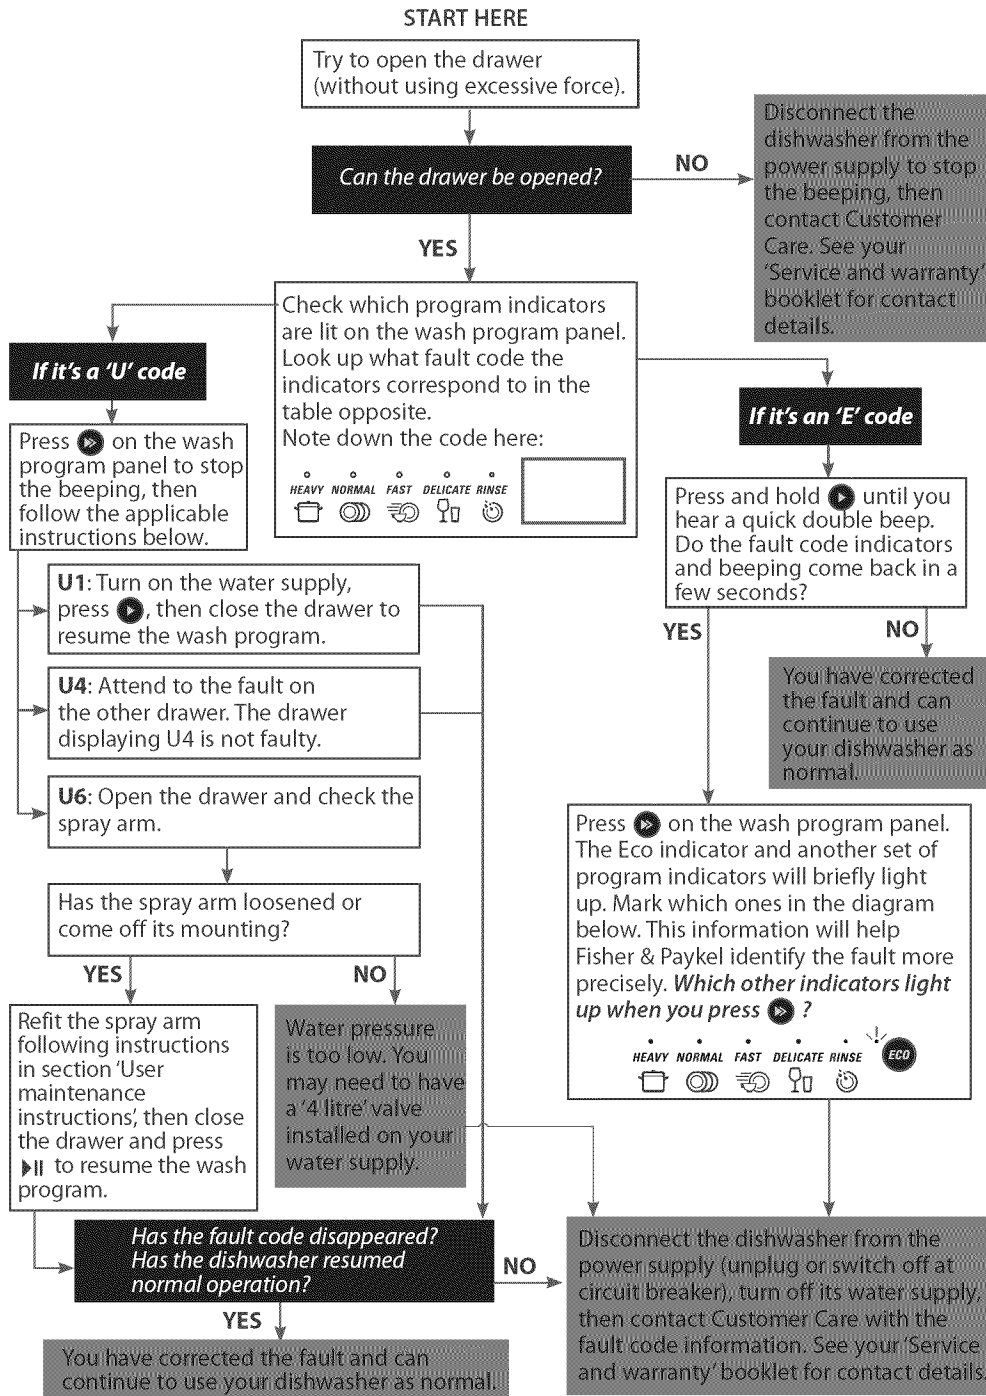 START HERE
Try to open the drawer
(without using excessive force).
Can the drawer be opened?
NO
Disconnect the
dishwasher from the
power supply to stop
the beeping, then
contact Customer
Care. See your
‘Service and warranty’
booklet for contact
details.
YES
Check which program indicators
are lit on the wash program panel.
Look up what fault code the
indicators correspond to in the
table opposite.
Note down the code here:
HEAVY NORMAL FAST DELICATE RINSE
If it’s a ‘U’ code
Press on the wash
program panel to stop
the beeping, then
follow the applicable
instructions below.
U1: Turn on the water supply,
press , then close the drawer to
resume the wash program.
U4: Attend to the fault on
the other drawer. The drawer
displaying U4 is not faulty.
U6: Open the drawer and check the
spray arm.
Has the spray arm loosened or
come off its mounting?
YES
NO
Refit the spray arm
following instructions
in section ‘User
maintenance
instructions’, then close
the drawer and press
to resume the wash
program.
Water pressure
is too low. You
may need to have
a ‘4 litre’ valve
installed on your
water supply.
If it’s an ‘E’ code
Press and hold until you
hear a quick double beep.
Do the fault code indicators
and beeping come back in a
few seconds?
YES
NO
You have corrected
the fault and can
continue to use
your dishwasher as
normal.
Press on the wash program panel.
The Eco indicator and another set of
program indicators will briefly light
up. Mark which ones in the diagram
below. This information will help
Fisher & Paykel identify the fault more
precisely. Which other indicators light
up when you press ?
HEAVY NORMAL FAST DELICATE RINSE
ECO
Has the fault code disappeared?
Has the dishwasher resumed
normal operation?
NO
Disconnect the dishwasher from the
power supply (unplug or switch off at
circuit breaker), turn off its water supply,
then contact Customer Care with the
fault code information. See your ‘Service
and warranty’ booklet for contact details.
YES
You have corrected the fault and can
continue to use your dishwasher as normal.